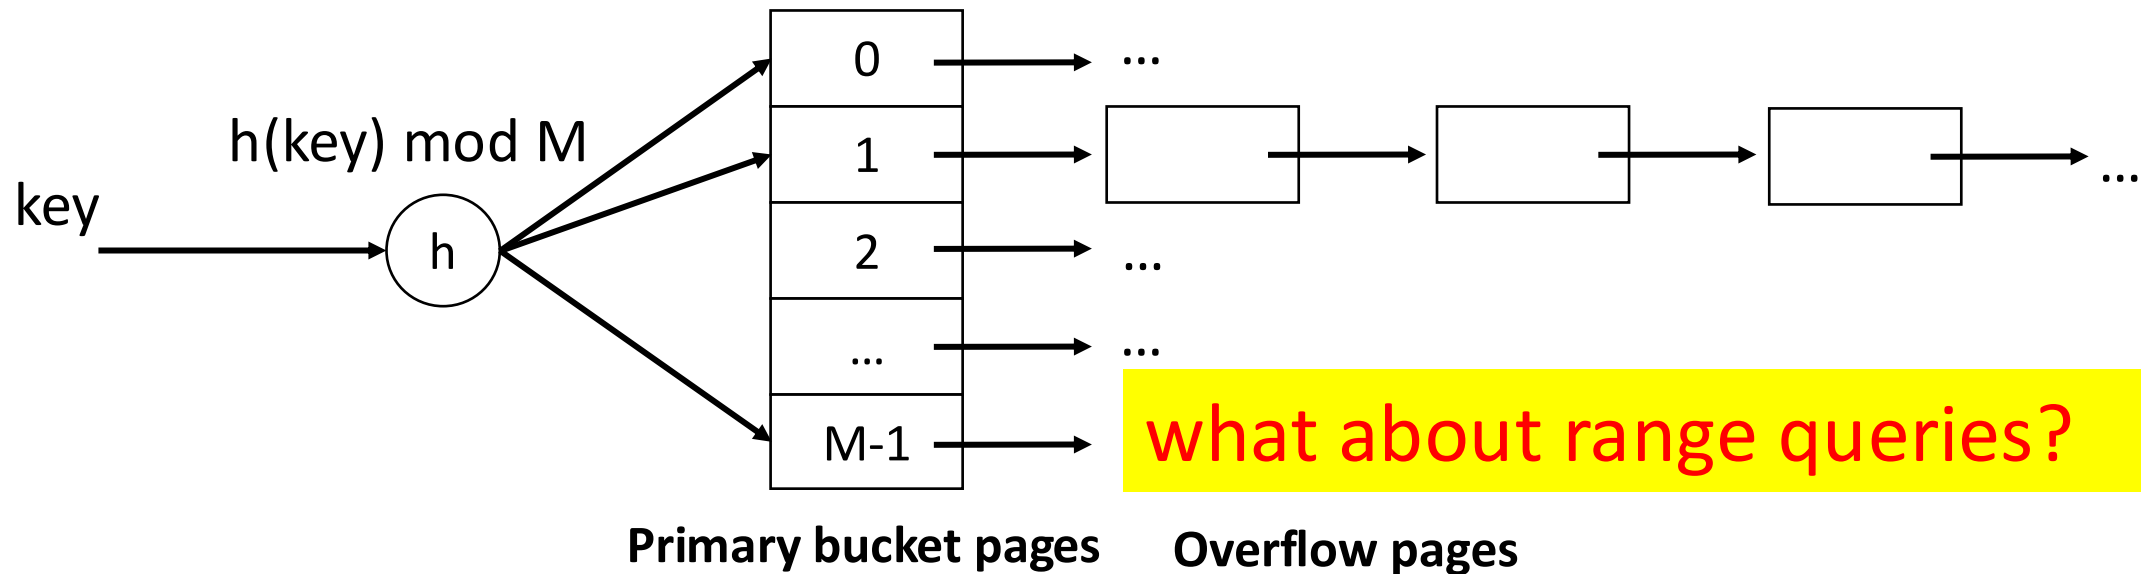 key
h(key) mod M
h
0
1
2
...
M-1
...
...
...
...
what about range queries?
Primary bucket pages
Overflow pages